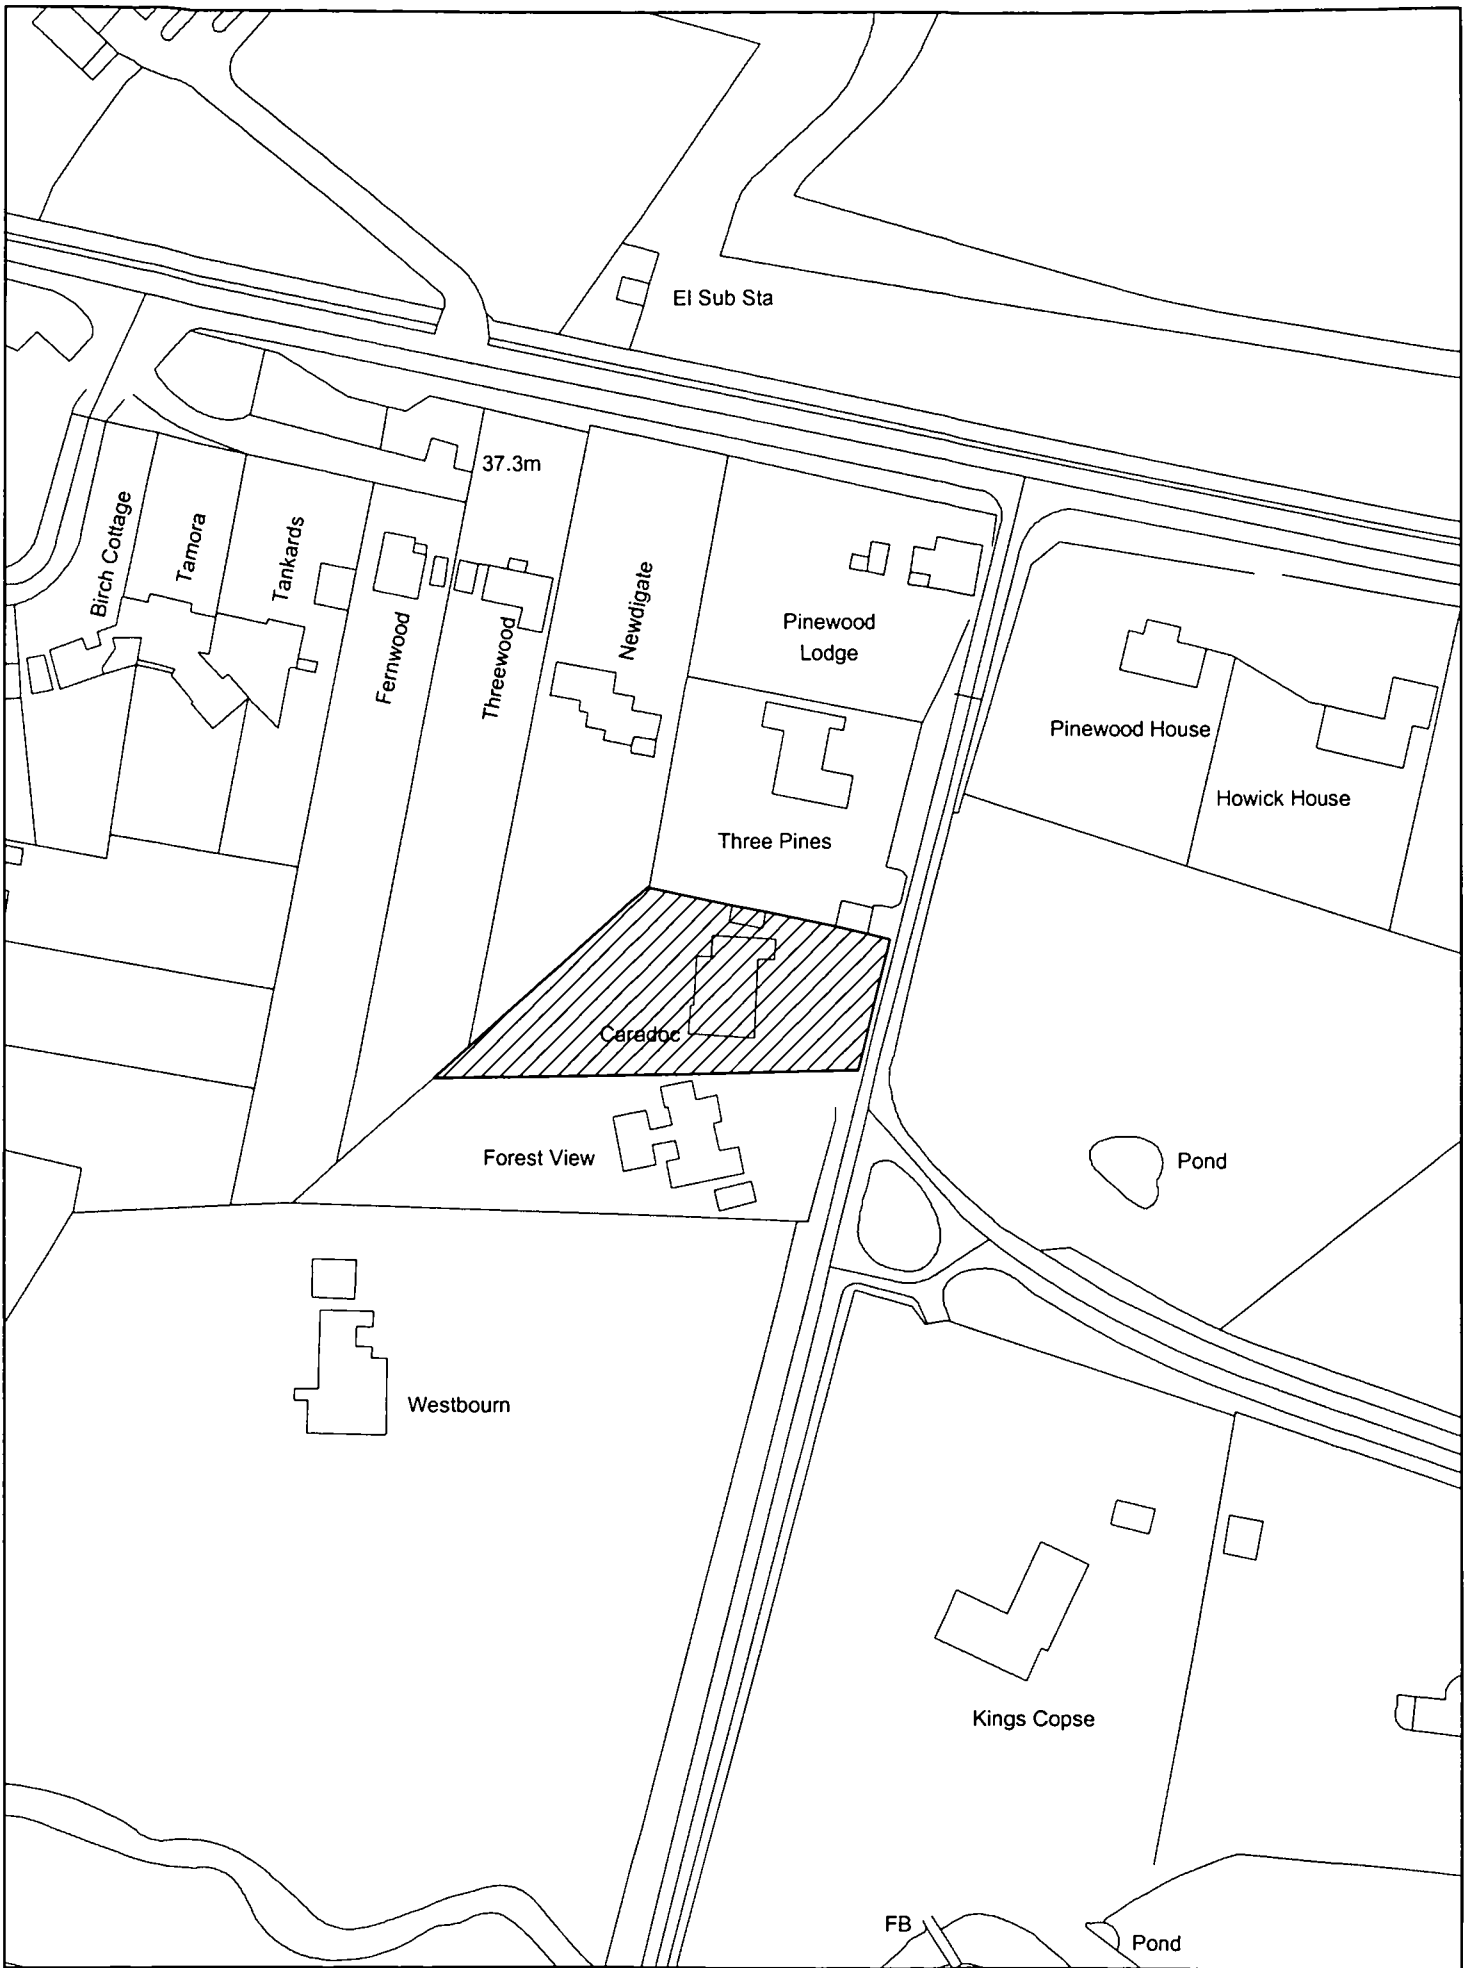 El Sub Sta
37.3m
Birch Cottage
Tamora
Tankards
Fernwood
Threewood
Newdigate
Pinewood
Lodge
Pinewood House
Howick House
Three Pines
Caradoc
Forest View
Pond
Westbourn
Kings Copse
FB
Pond